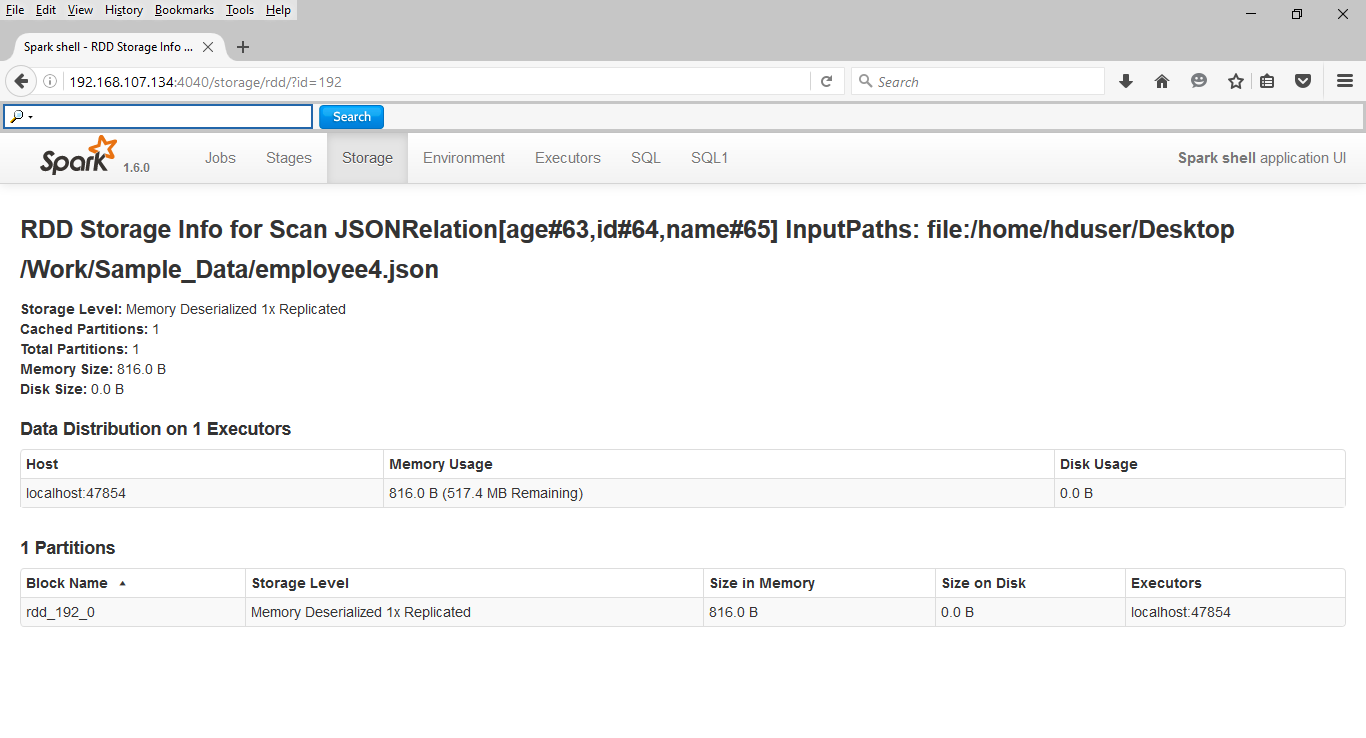 File Edit View History Bookmarks Tools Help
Spark shell - RDD Storage Info ...
192.168.107.134:4040/storage/rdd/?id=192
Search
Search
Spark 1.6.0 Jobs Stages Storage Environment Executors SQL SQL1 Spark shell application UI
RDD Storage Info for Scan JSONRelation[age#63,id#64,name#65] InputPaths: file:/home/hduser/Desktop
/Work/Sample_Data/employee4.json
Storage Level: Memory Deserialized 1x Replicated
Cached Partitions: 1
Total Partitions: 1
Memory Size: 816.0 B
Disk Size: 0.0 B
Data Distribution on 1 Executors
Host Memory Usage Disk Usage
localhost:47854 816.0 B (517.4 MB Remaining) 0.0 B
1 Partitions
Block Name Storage Level Size in Memory Size on Disk Executors
rdd_192_0 Memory Deserialized 1x Replicated 816.0 B 0.0 B localhost:47854